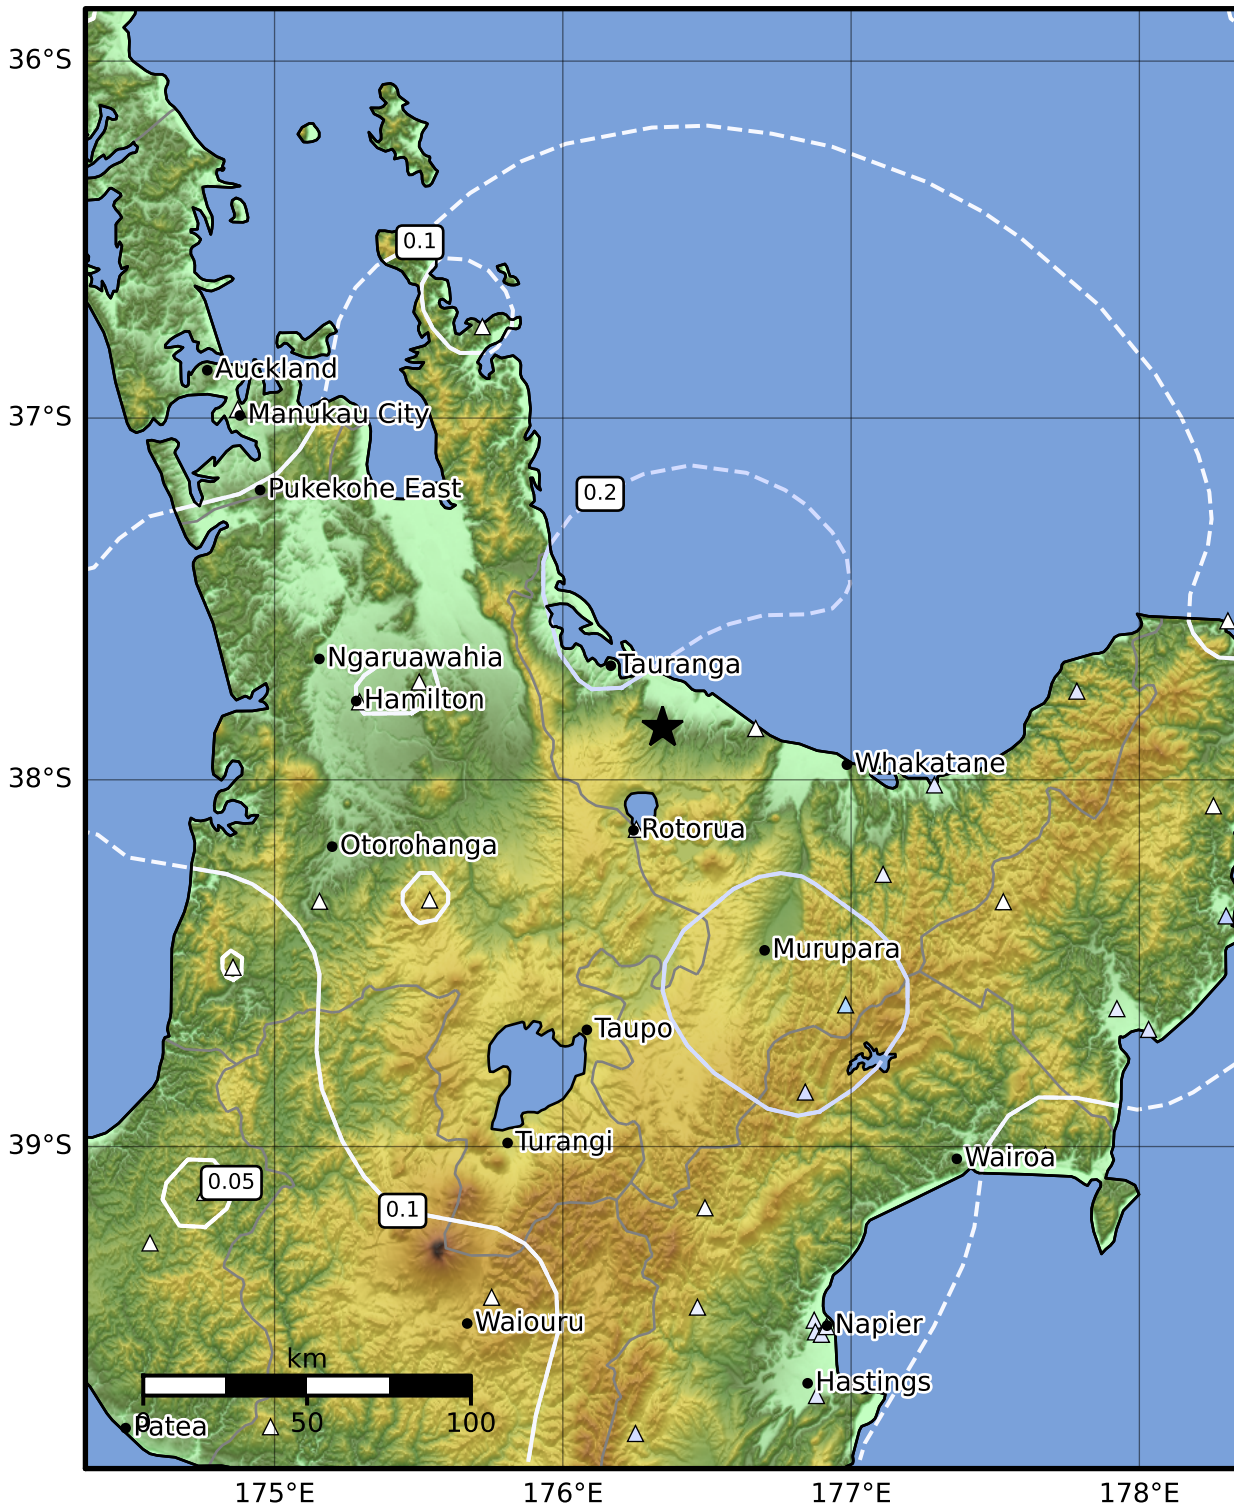 36°S
0.1
Auckland
Manukau City
37°S
Pukekohe East
0.2
Ngaruawahia
Tauranga
Hamilton
Whakatane
38°S
Rotorua
Otorohanga
Murupara
Taupo
Turangi
39°S
Wairoa
0.05
0.1
Waiouru
Napier
km
Hastings
0 50 100
Patea
175°E 176°E 177°E 178°E